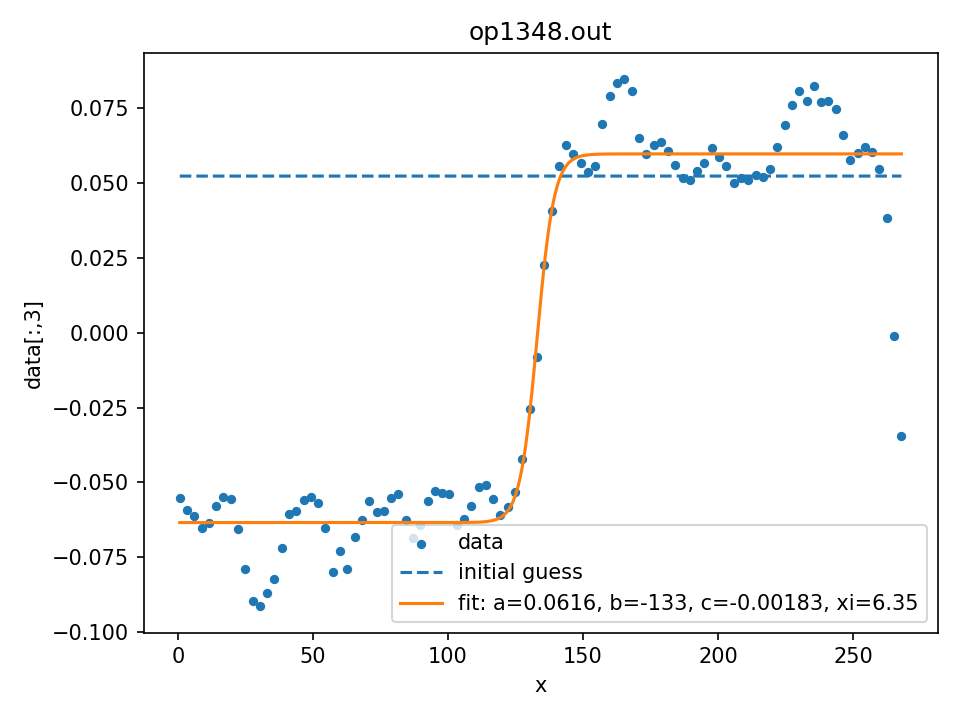 op1348.out
0.075
0.050
0.025
0.000
−0.025
−0.050
−0.075
−0.100
data[:,3]
data
initial guess
fit: a=0.0616, b=-133, c=-0.00183, xi=6.35
0 50 100 150 200 250
x